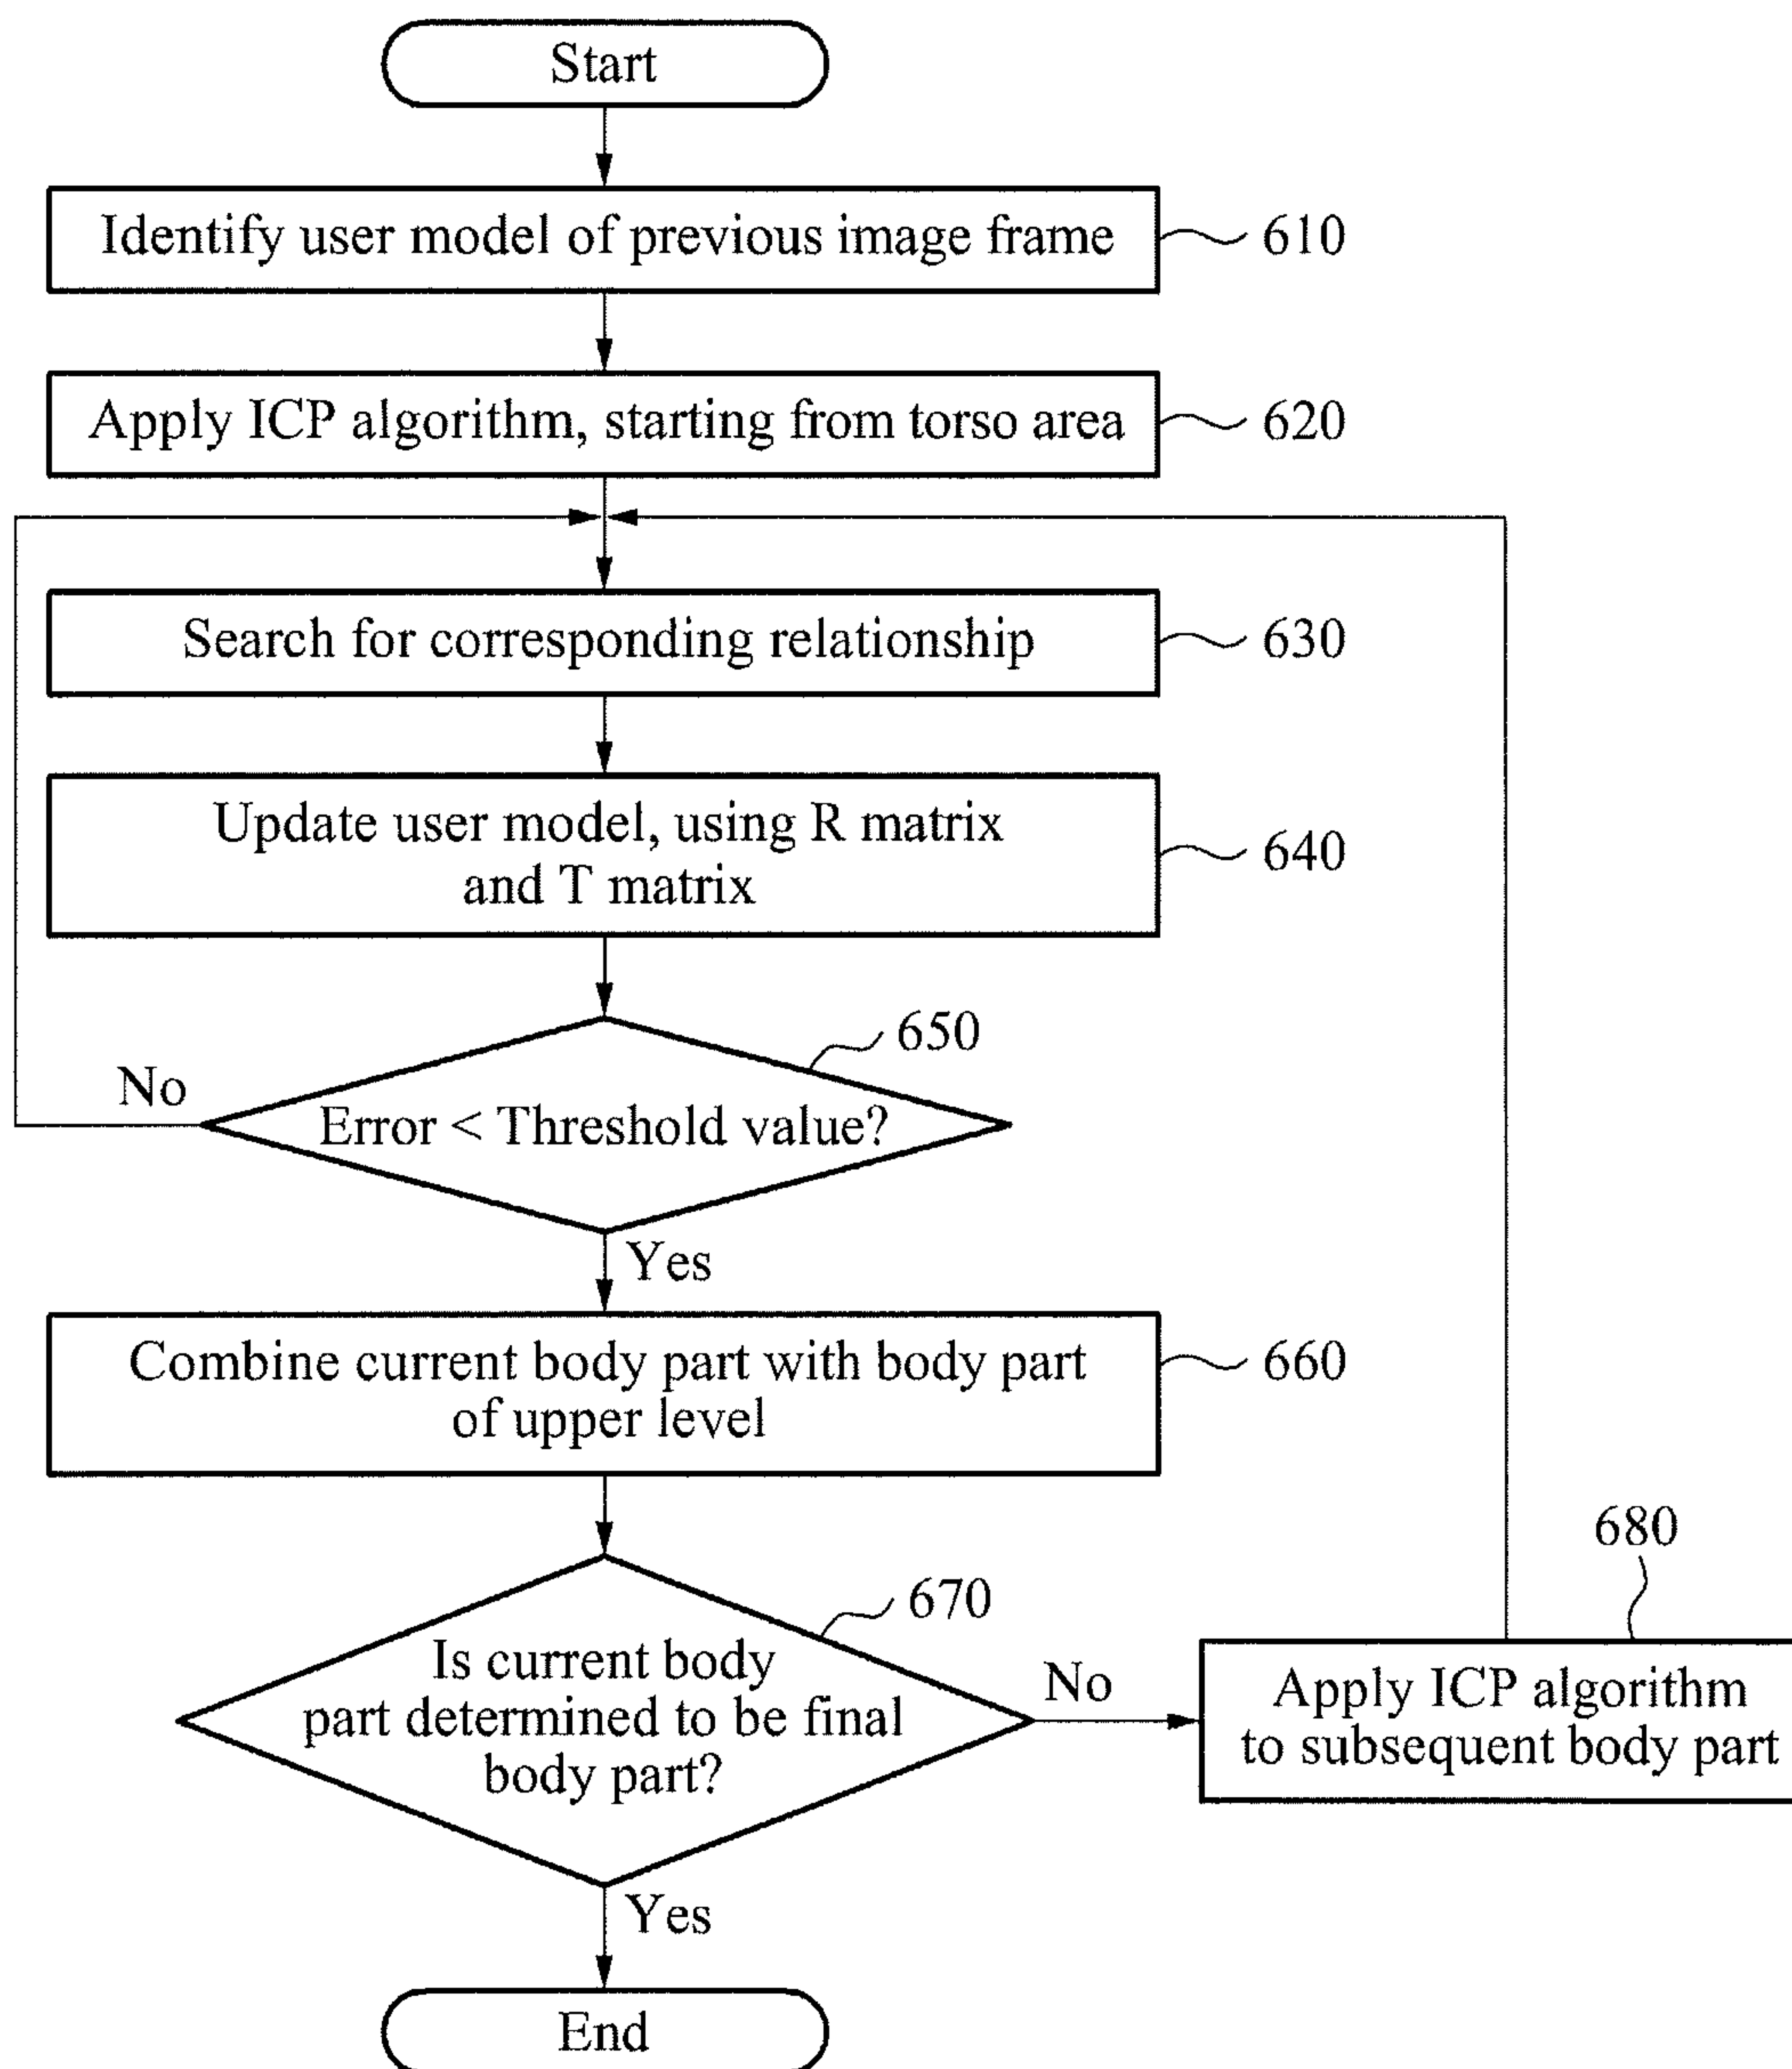 Start
Identify user model of previous image frame
610
Apply ICP algorithm, starting from torso area
620
Search for corresponding relationship
630
Update user model, using R matrix
and T matrix
640
650
No
Error < Threshold value?
Yes
Combine current body part with body part
of upper level
660
670
Is current body
part determined to be final
body part?
No
680
Apply ICP algorithm
to subsequent body part
Yes
End